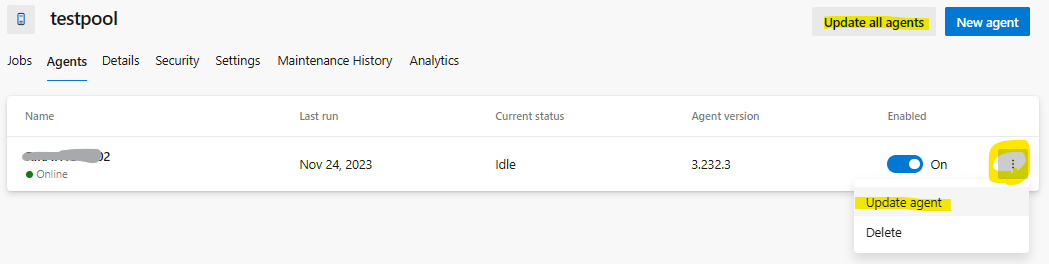 testpool
Update all agents
New agent
Jobs Agents Details Security Settings Maintenance History Analytics
Name Last run Current status Agent version Enabled
02
Online
Nov 24, 2023 Idle 3.232.3 On
Update agent
Delete